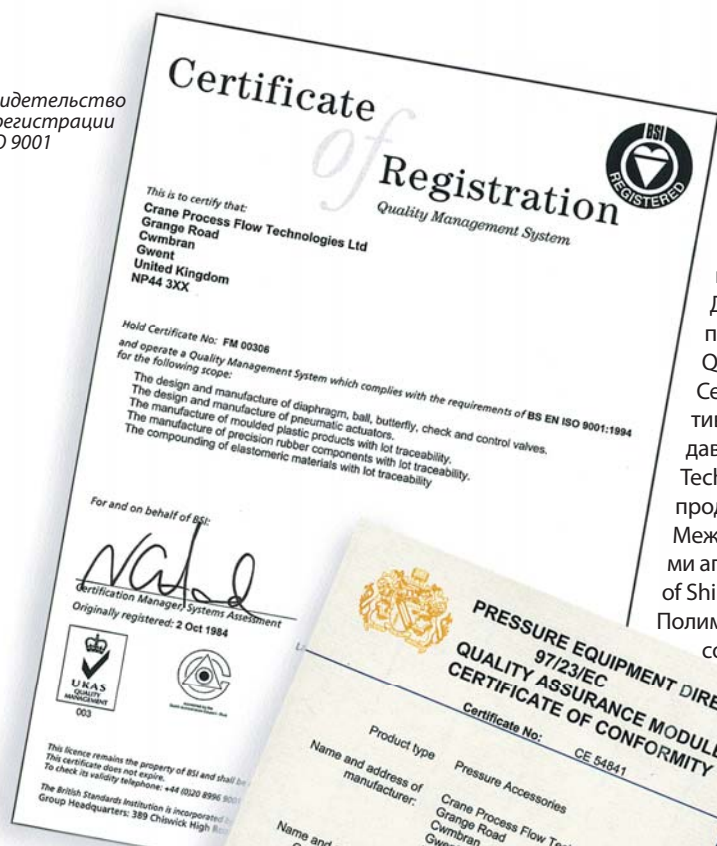 идетельство
регистрации
9001
Certificate
of
Registration
Quality Management System
BSI
REGISTERED
This is to certify that:
Crane Process Flow Technologies Ltd
Grange Road
Cwmbran
Gwent
United Kingdom
NP44 3XX
Hold Certificate No: FM 00306
and operate a Quality Management System which complies with the requirements of BS EN ISO 9001:1994
for the following scope:
The design and manufacture of diaphragm, ball, butterfly, check and control valves.
The design and manufacture of pneumatic actuators.
The manufacture of moulded plastic products with lot traceability.
The manufacture of precision rubber components with lot traceability.
The compounding of elastomeric materials with lot traceability
For and on behalf of BSI:
Certification Manager, Systems Assessment
Originally registered: 2 Oct 1984
UKAS
QUALITY
MANAGEMENT
003
This licence remains the property of BSI and shall be
This certificate does not expire.
To check its validity telephone: +44 (0)20 8996 9001
The British Standards Institution is incorporated
Group Headquarters: 389 Chiswick High
PRESSURE EQUIPMENT DIRE
97/23/EC
QUALITY ASSURANCE MODULE
CERTIFICATE OF CONFORMITY
Certificate No: CE 54841
Product type Pressure Accessories
Name and address of
manufacturer:
Crane Process Flow Tec
Grange Road
Cwmbran
Gwen
Name and
Д
п
Q
Се
ти
дав
Tech
прод
Меж
ми аг
of Shi
Полим
со